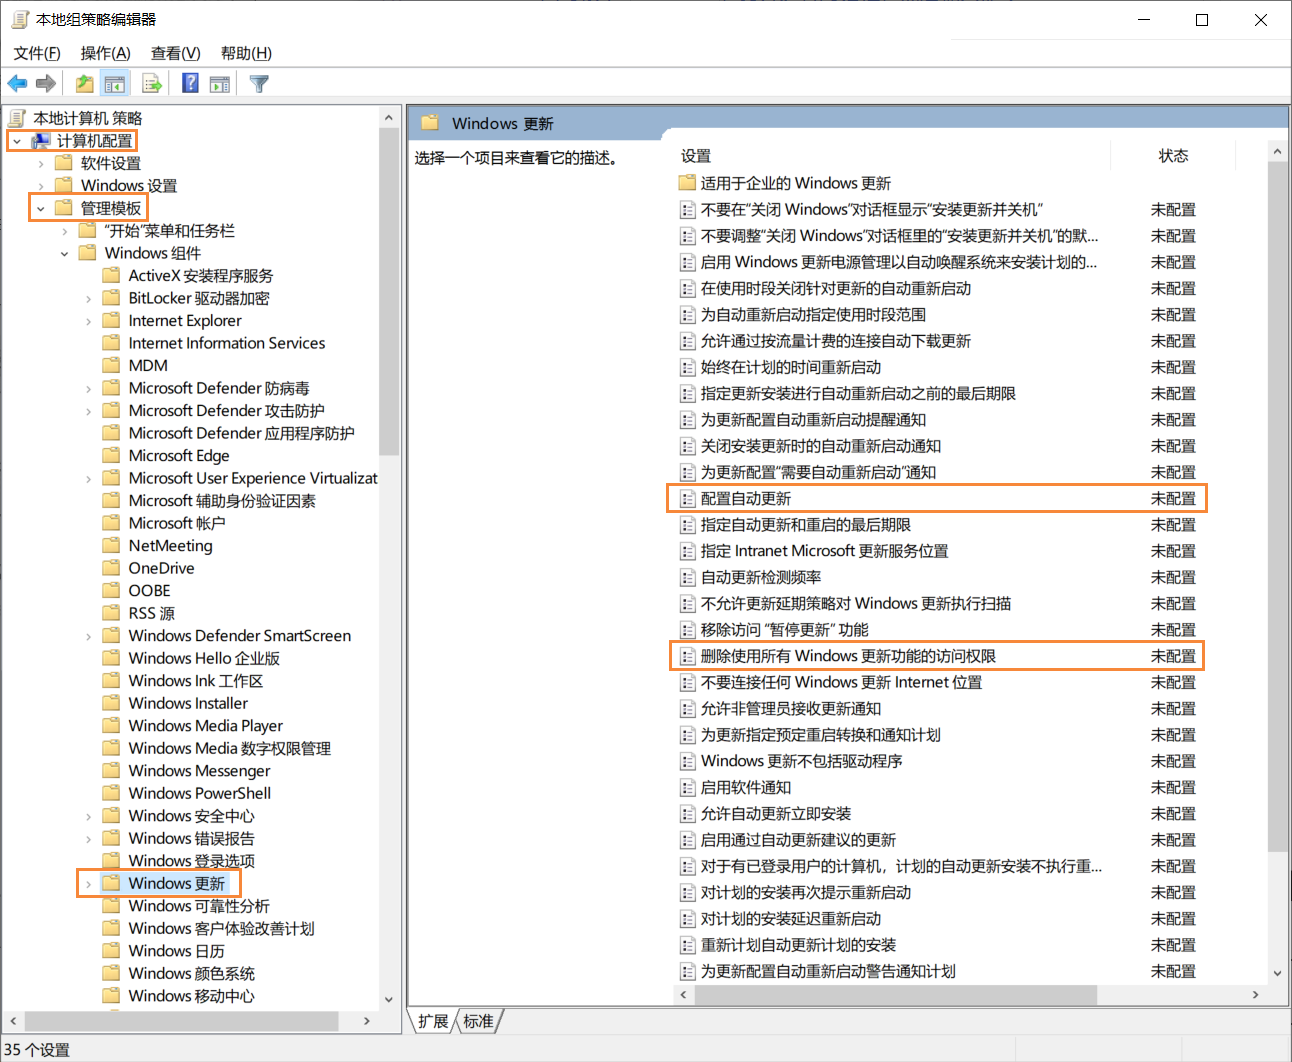 本地组策略编辑器
文件(F) 操作(A) 查看(V) 帮助(H)
本地计算机 策略
计算机配置
软件设置
Windows 设置
管理模板
“开始”菜单和任务栏
Windows 组件
ActiveX 安装程序服务
BitLocker 驱动器加密
Internet Explorer
Internet Information Services
MDM
Microsoft Defender 防病毒
Microsoft Defender 攻击防护
Microsoft Defender 应用程序防护
Microsoft Edge
Microsoft User Experience Virtualizat
Microsoft 辅助身份验证因素
Microsoft 帐户
NetMeeting
OneDrive
OOBE
RSS 源
Windows Defender SmartScreen
Windows Hello 企业版
Windows Ink 工作区
Windows Installer
Windows Media Player
Windows Media 数字权限管理
Windows Messenger
Windows PowerShell
Windows 安全中心
Windows 错误报告
Windows 登录选项
Windows 更新
Windows 可靠性分析
Windows 客户体验改善计划
Windows 日历
Windows 颜色系统
Windows 移动中心
Windows 更新
选择一个项目来查看它的描述。
设置 状态
适用于企业的 Windows 更新
不要在“关闭 Windows”对话框显示“安装更新并关机” 未配置
不要调整“关闭 Windows”对话框里的“安装更新并关机”的默... 未配置
启用 Windows 更新电源管理以自动唤醒系统来安装计划的... 未配置
在使用时段关闭针对更新的自动重新启动 未配置
为自动重新启动指定使用时段范围 未配置
允许通过按流量计费的连接自动下载更新 未配置
始终在计划的时间重新启动 未配置
指定更新安装进行自动重新启动之前的最后期限 未配置
为更新配置自动重新启动提醒通知 未配置
关闭安装更新时的自动重新启动通知 未配置
为更新配置“需要自动重新启动”通知 未配置
配置自动更新 未配置
指定自动更新和重启的最后期限 未配置
指定 Intranet Microsoft 更新服务位置 未配置
自动更新检测频率 未配置
不允许更新延期策略对 Windows 更新执行扫描 未配置
移除访问 “暂停更新” 功能 未配置
删除使用所有 Windows 更新功能的访问权限 未配置
不要连接任何 Windows 更新 Internet 位置 未配置
允许非管理员接收更新通知 未配置
为更新指定预定重启转换和通知计划 未配置
Windows 更新不包括驱动程序 未配置
启用软件通知 未配置
允许自动更新立即安装 未配置
启用通过自动更新建议的更新 未配置
对于有已登录用户的计算机，计划的自动更新安装不执行重... 未配置
对计划的安装再次提示重新启动 未配置
对计划的安装延迟重新启动 未配置
重新计划自动更新计划的安装 未配置
为更新配置自动重新启动警告通知计划 未配置
扩展 标准
35 个设置